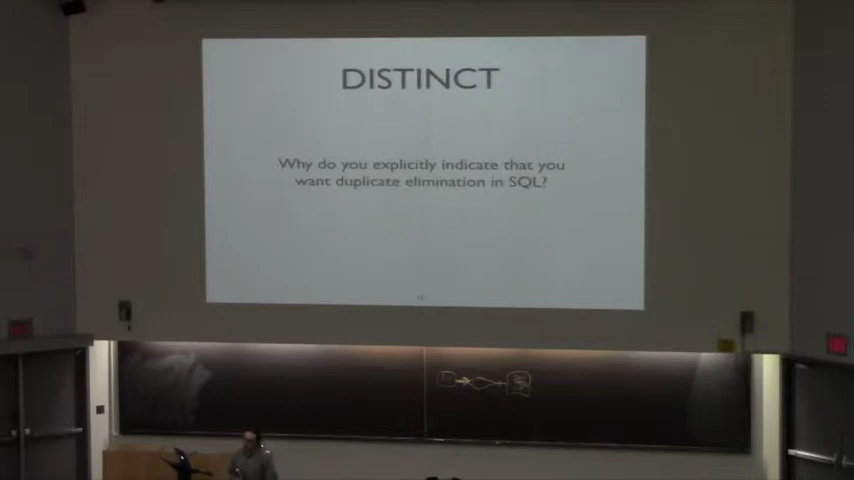 DISTINCT
Why do you explicitly indicate that you
want duplicate elimination in SQL?